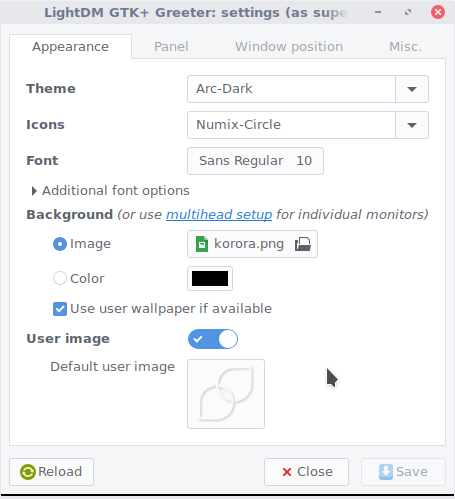 LightDM GTK+ Greeter: settings (as supe
Appearance Panel Window position Misc.
Theme Arc-Dark
Icons Numix-Circle
Font Sans Regular 10
Additional font options
Background (or use multihead setup for individual monitors)
Image korora.png
Color
Use user wallpaper if available
User image
Default user image
Reload Close Save